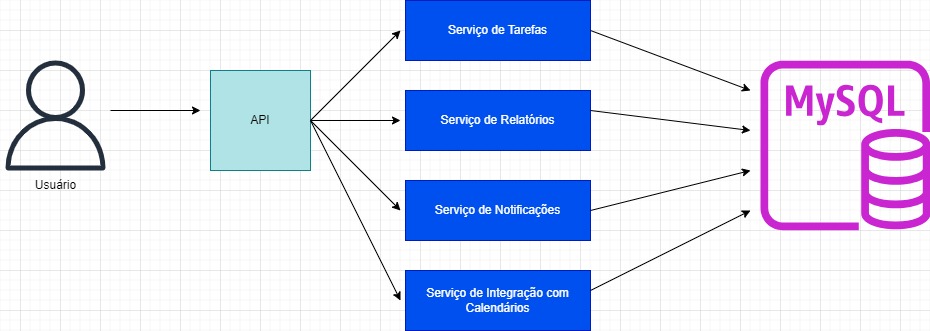 Serviço de Tarefas
Serviço de Relatórios
Serviço de Notificações
Serviço de Integração com
Calendários
API
Usuário
MySQL